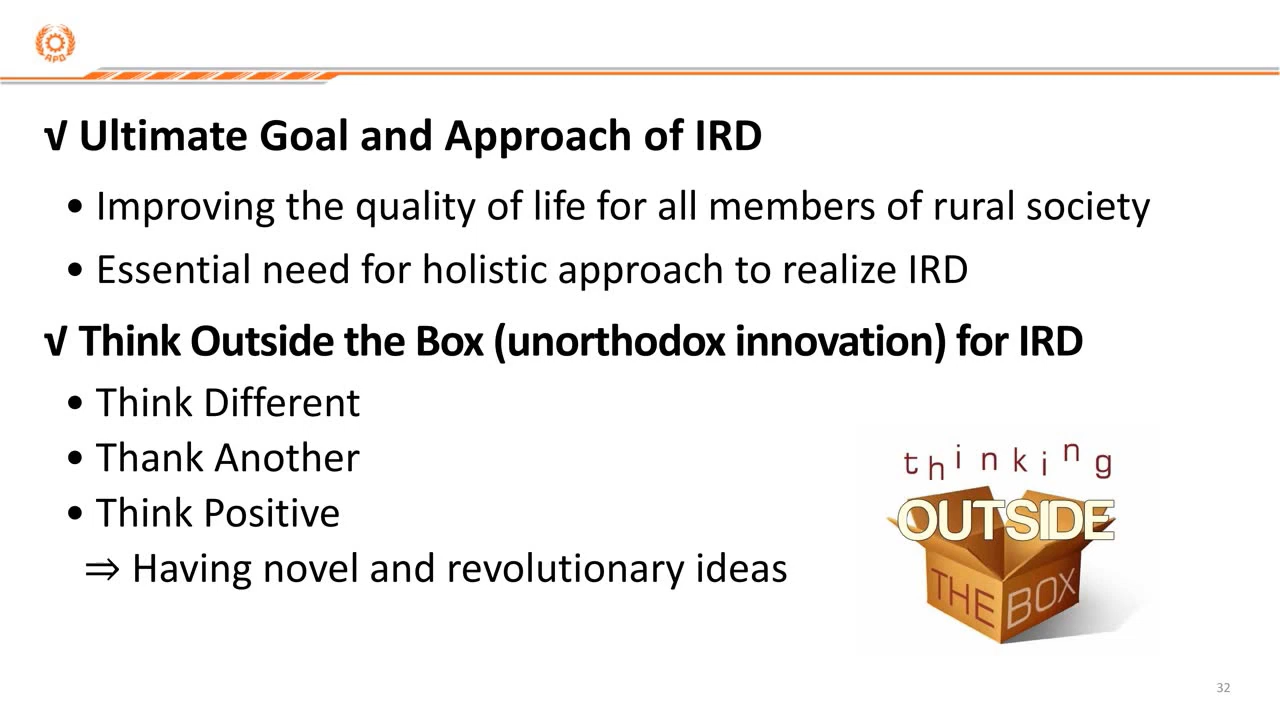 APO
√ Ultimate Goal and Approach of IRD
• Improving the quality of life for all members of rural society
• Essential need for holistic approach to realize IRD
√ Think Outside the Box (unorthodox innovation) for IRD
• Think Different
• Thank Another
• Think Positive
⇒ Having novel and revolutionary ideas
thinking
OUTSIDE
THE BOX
32